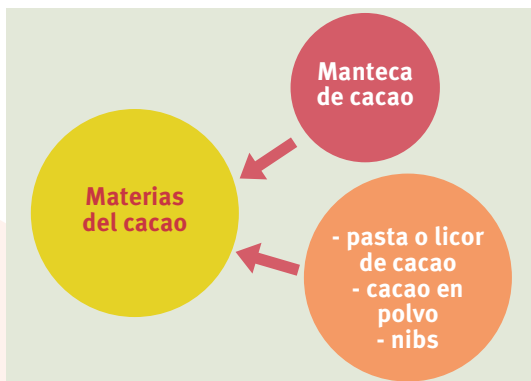 Manteca
de cacao
Materias
del cacao
- pasta o licor
de cacao
- cacao en
polvo
- nibs